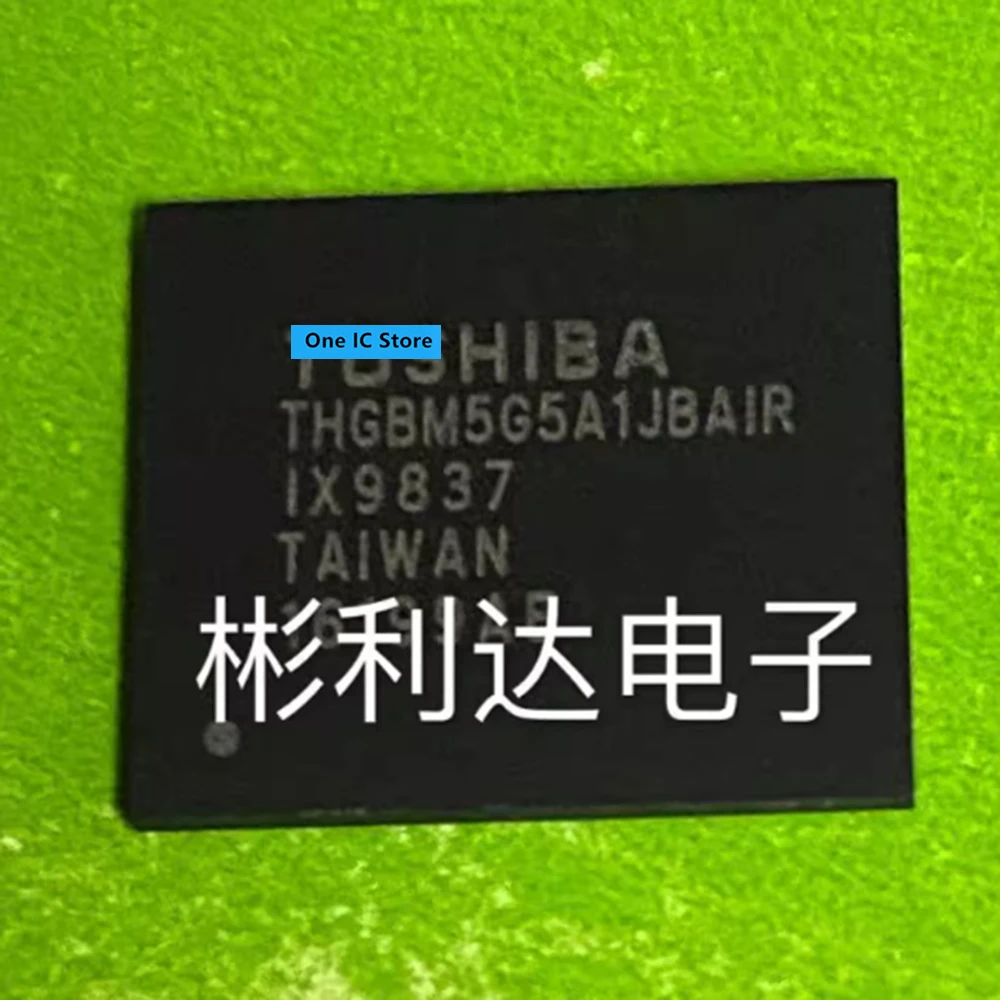 One IC Store
TOSHIBA
THGBM5G5A1JBAIR
IX9837
TAIWAN
彬利达电子